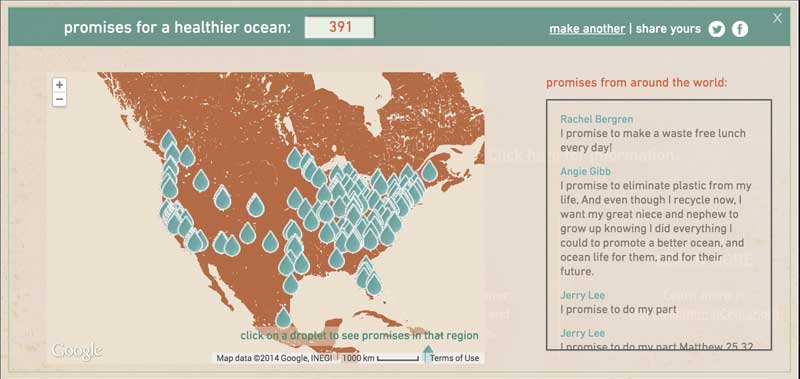 promises for a healthier ocean: 391
make another | share yours
X
+
−
promises from around the world:
Rachel Bergren
I promise to make a waste free lunch
every day!
Click here for information.
Angie Gibb
I promise to eliminate plastic from my
life, And even though I recycle now, I
want my great niece and nephew to
grow up knowing I did everything I
could to promote a better ocean, and
ocean life for them, and for their
future.
Jerry Lee
I promise to do my part
Jerry Lee
I promise to do my part Matthew 25 32
click on a droplet to see promises in that region
Google
Map data ©2014 Google, INEGI
1000 km
Terms of Use